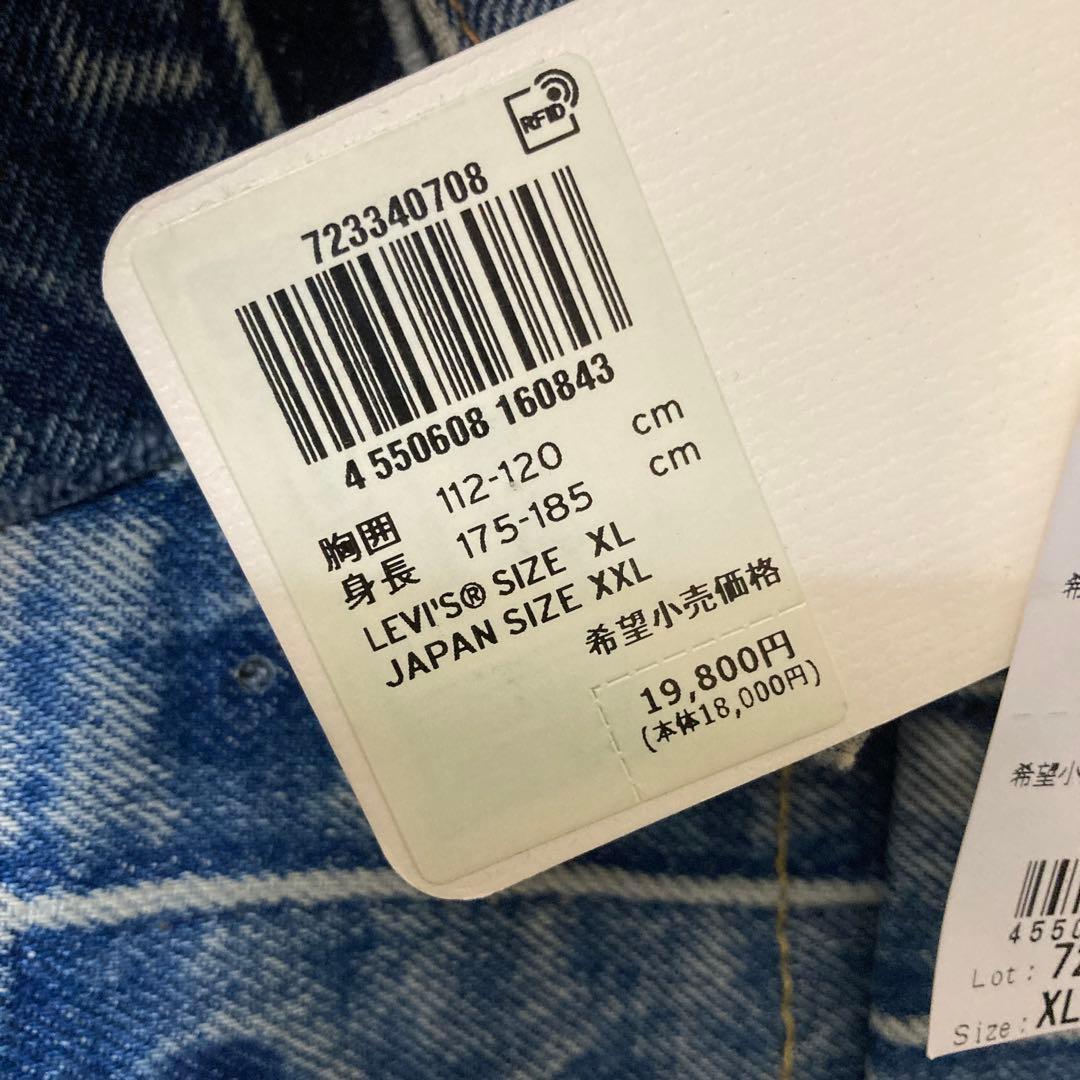 RFID
723340708
4 550608 160843
胸囲 112-120 cm
身長 175-185 cm
LEVI'S® SIZE XL
JAPAN SIZE XXL
希望小売価格
19,800円
(本体18,000円)
希
希望小
4550
Lot: 72
Size: XL